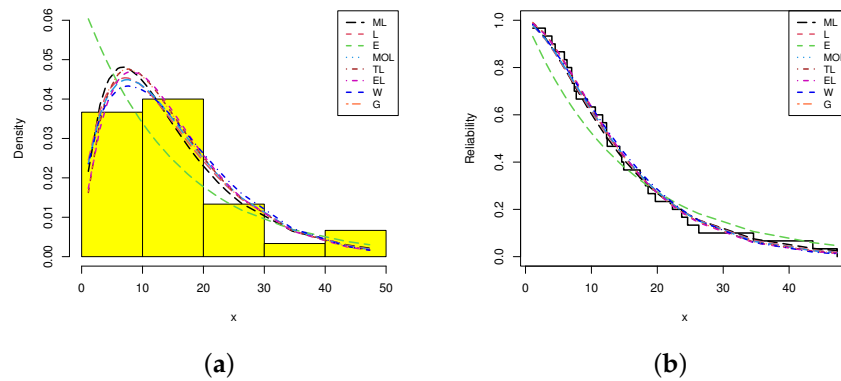 ML
L
E
MOL
TL
EL
W
G
0.06
0.05
0.04
0.03
0.02
0.01
0.00
Density
0 10 20 30 40 50
x
(a)
ML
L
E
MOL
TL
EL
W
G
1.0
0.8
0.6
0.4
0.2
0.0
Reliability
0 10 20 30 40
x
(b)